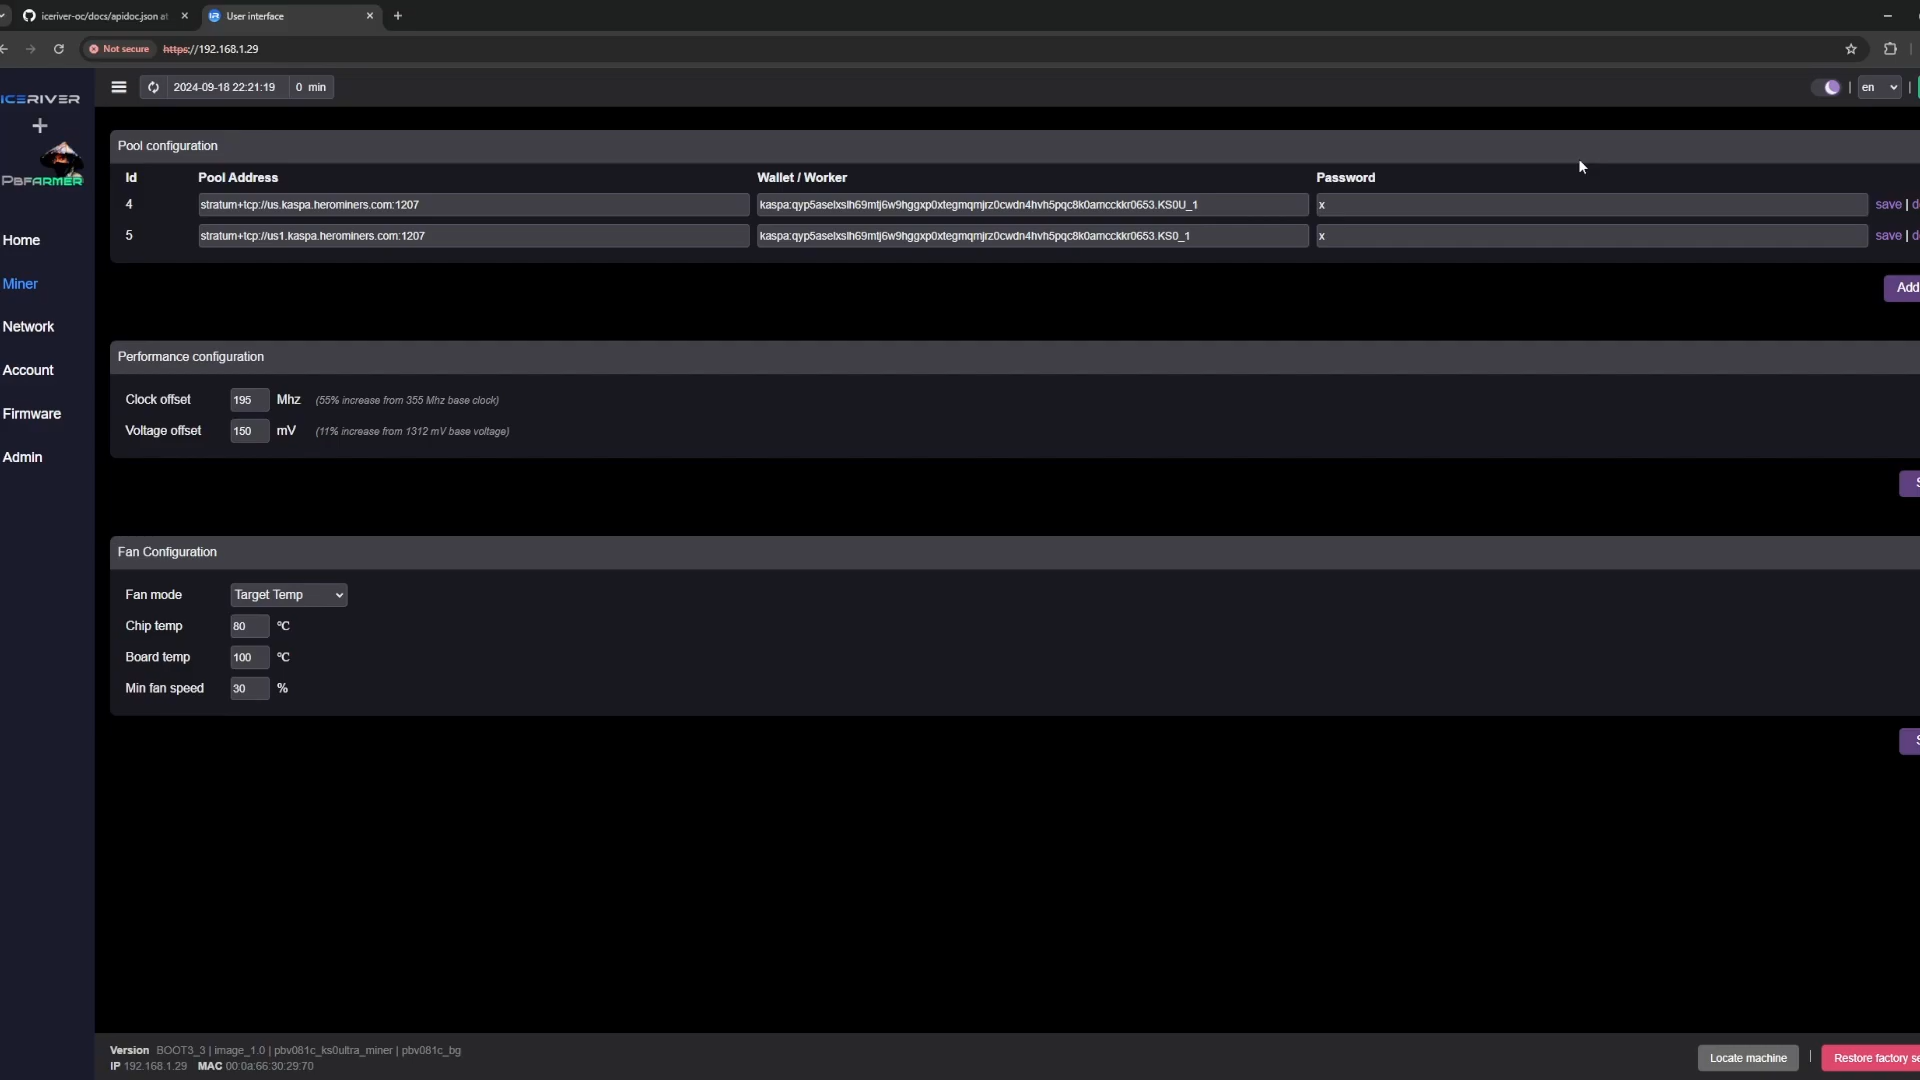 iceriver-oc/docs/apidoc.json at
User interface
Not secure https://192.168.1.29
ICERIVER
PBFARMER
2024-09-18 22:21:19 0 min
en
Home
Miner
Network
Account
Firmware
Admin
Pool configuration
Id Pool Address Wallet / Worker Password
4 stratum+tcp://us.kaspa.herominers.com:1207 kaspa:qyp5aselxslh69mtj6w9hggxp0xtegmqmjrz0cwdn4hvh5pqc8k0amcckkr0653.KS0U_1 x save | d
5 stratum+tcp://us1.kaspa.herominers.com:1207 kaspa:qyp5aselxslh69mtj6w9hggxp0xtegmqmjrz0cwdn4hvh5pqc8k0amcckkr0653.KS0_1 x save | d
Add
Performance configuration
Clock offset 195 Mhz (55% increase from 355 Mhz base clock)
Voltage offset 150 mV (11% increase from 1312 mV base voltage)
S
Fan Configuration
Fan mode Target Temp
Chip temp 80 °C
Board temp 100 °C
Min fan speed 30 %
S
Version BOOT3_3 | image_1.0 | pbv081c_ks0ultra_miner | pbv081c_bg
IP 192.168.1.29 MAC 00:0a:66:30:29:70
Locate machine | Restore factory se